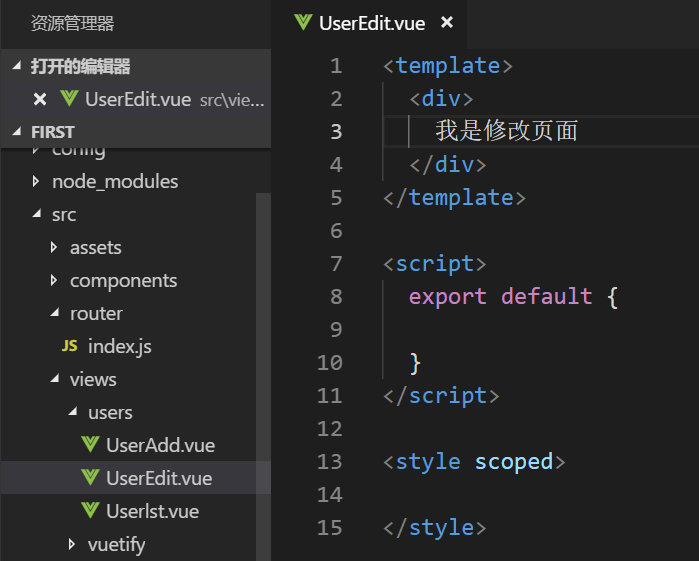 资源管理器
打开的编辑器
UserEdit.vue src\vie...
FIRST
config
node_modules
src
assets
components
router
JS index.js
views
users
UserAdd.vue
UserEdit.vue
Userlst.vue
vuetify
UserEdit.vue ×
1 <template>
2 <div>
3 我是修改页面
4 </div>
5 </template>
6
7 <script>
8 export default {
9
10 }
11 </script>
12
13 <style scoped>
14
15 </style>